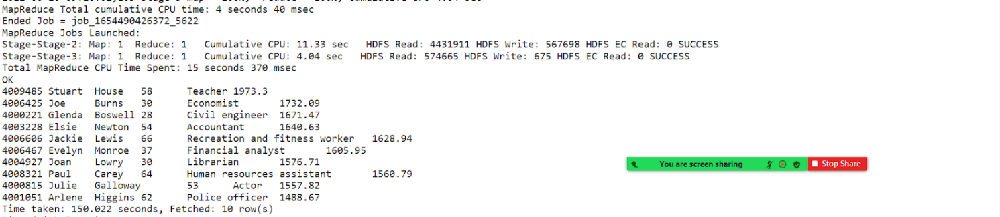 MapReduce Total cumulative CPU time: 4 seconds 40 msec
Ended Job = job_1654490426372_5622
MapReduce Jobs Launched:
Stage-Stage-2: Map: 1  Reduce: 1   Cumulative CPU: 11.33 sec   HDFS Read: 4431911 HDFS Write: 567698 HDFS EC Read: 0 SUCCESS
Stage-Stage-3: Map: 1  Reduce: 1   Cumulative CPU: 4.04 sec   HDFS Read: 574665 HDFS Write: 675 HDFS EC Read: 0 SUCCESS
Total MapReduce CPU Time Spent: 15 seconds 370 msec
OK
4009485 Stuart  House   58      Teacher 1973.3
4006425 Joe     Burns   30      Economist       1732.09
4000221 Glenda  Boswell 28      Civil engineer  1671.47
4003228 Elsie   Newton  54      Accountant      1640.63
4006606 Jackie  Lewis   66      Recreation and fitness worker   1628.94
4006467 Evelyn  Monroe  37      Financial analyst       1605.95
4004927 Joan    Lowry   30      Librarian       1576.71
You are screen sharing
Stop Share
4008321 Paul    Carey   64      Human resources assistant       1560.79
4000815 Julie   Galloway        53      Actor   1557.82
4001051 Arlene  Higgins 62      Police officer  1488.67
Time taken: 150.022 seconds, Fetched: 10 row(s)